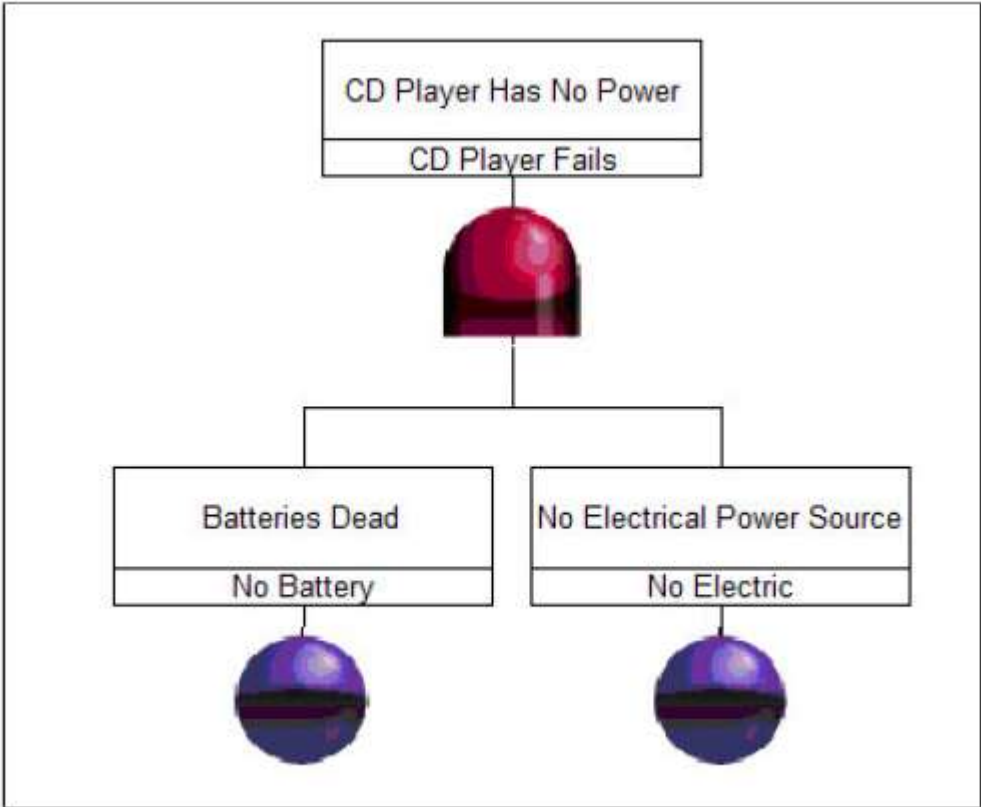 CD Player Has No Power
CD Player Fails
Batteries Dead
No Battery
No Electrical Power Source
No Electric